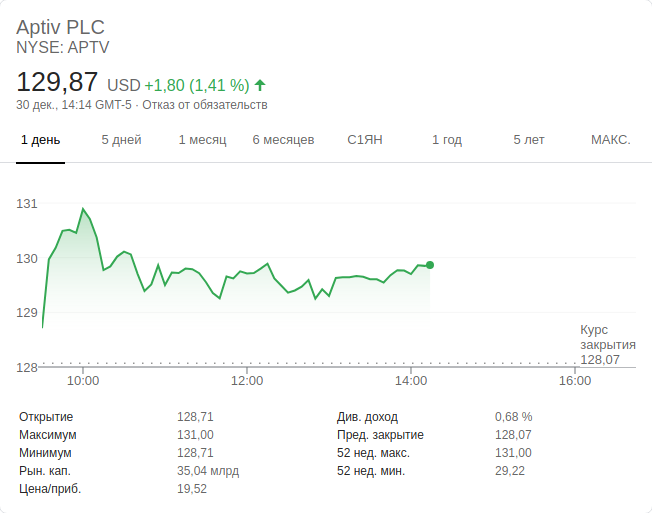 Aptiv PLC
NYSE: APTV
129,87 USD +1,80 (1,41 %)
30 дек., 14:14 GMT-5 · Отказ от обязательств
1 день 5 дней 1 месяц 6 месяцев С1ЯН 1 год 5 лет МАКС.
131
130
129
128
Курс
закрытия
128,07
10:00 12:00 14:00 16:00
Открытие 128,71 Див. доход 0,68 %
Максимум 131,00 Пред. закрытие 128,07
Минимум 128,71 52 нед. макс. 131,00
Рын. кап. 35,04 млрд 52 нед. мин. 29,22
Цена/приб. 19,52